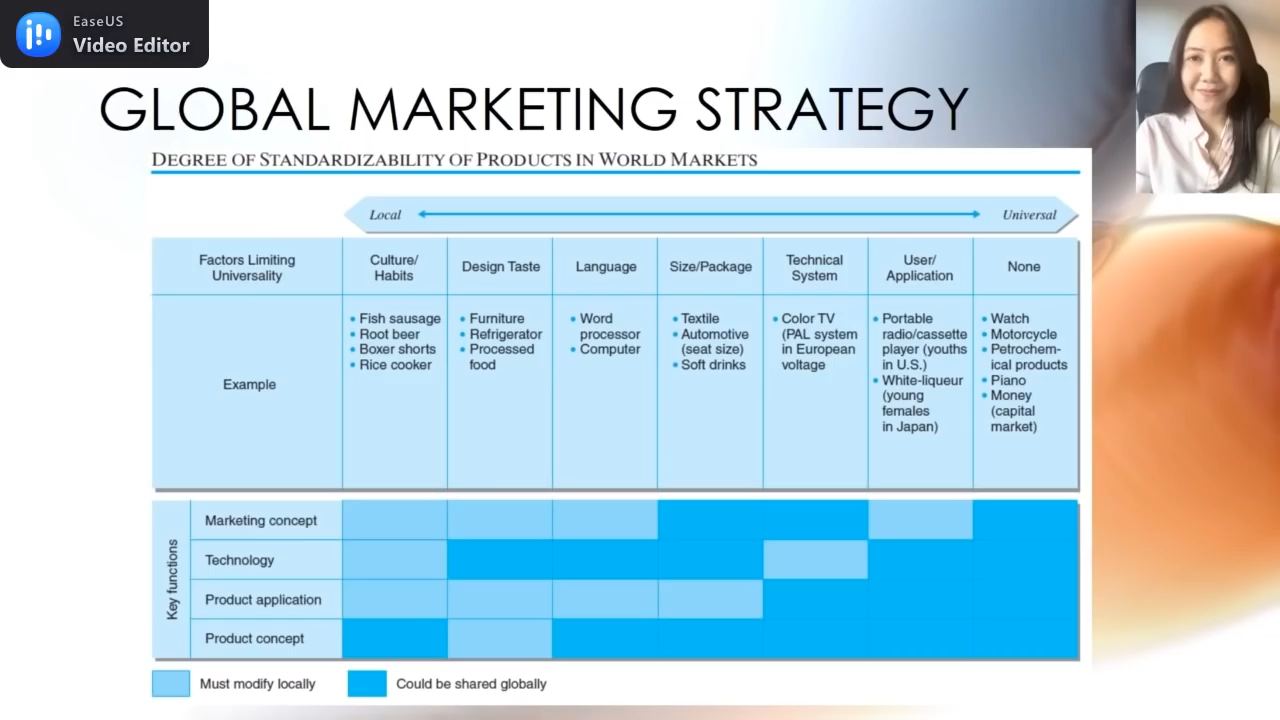 EaseUS
Video Editor
GLOBAL MARKETING STRATEGY
DEGREE OF STANDARDIZABILITY OF PRODUCTS IN WORLD MARKETS
Local
Universal
Factors Limiting
Universality
Culture/
Habits
Design Taste
Language
Size/Package
Technical
System
User/
Application
None
Example
• Fish sausage
• Root beer
• Boxer shorts
• Rice cooker
• Furniture
• Refrigerator
• Processed
food
• Word
processor
• Computer
• Textile
• Automotive
(seat size)
• Soft drinks
• Color TV
(PAL system
in European
voltage
• Portable
radio/cassette
player (youths
in U.S.)
• White-liqueur
(young
females
in Japan)
• Watch
• Motorcycle
• Petrochem-
ical products
• Piano
• Money
(capital
market)
Key functions
Marketing concept
Technology
Product application
Product concept
Must modify locally
Could be shared globally